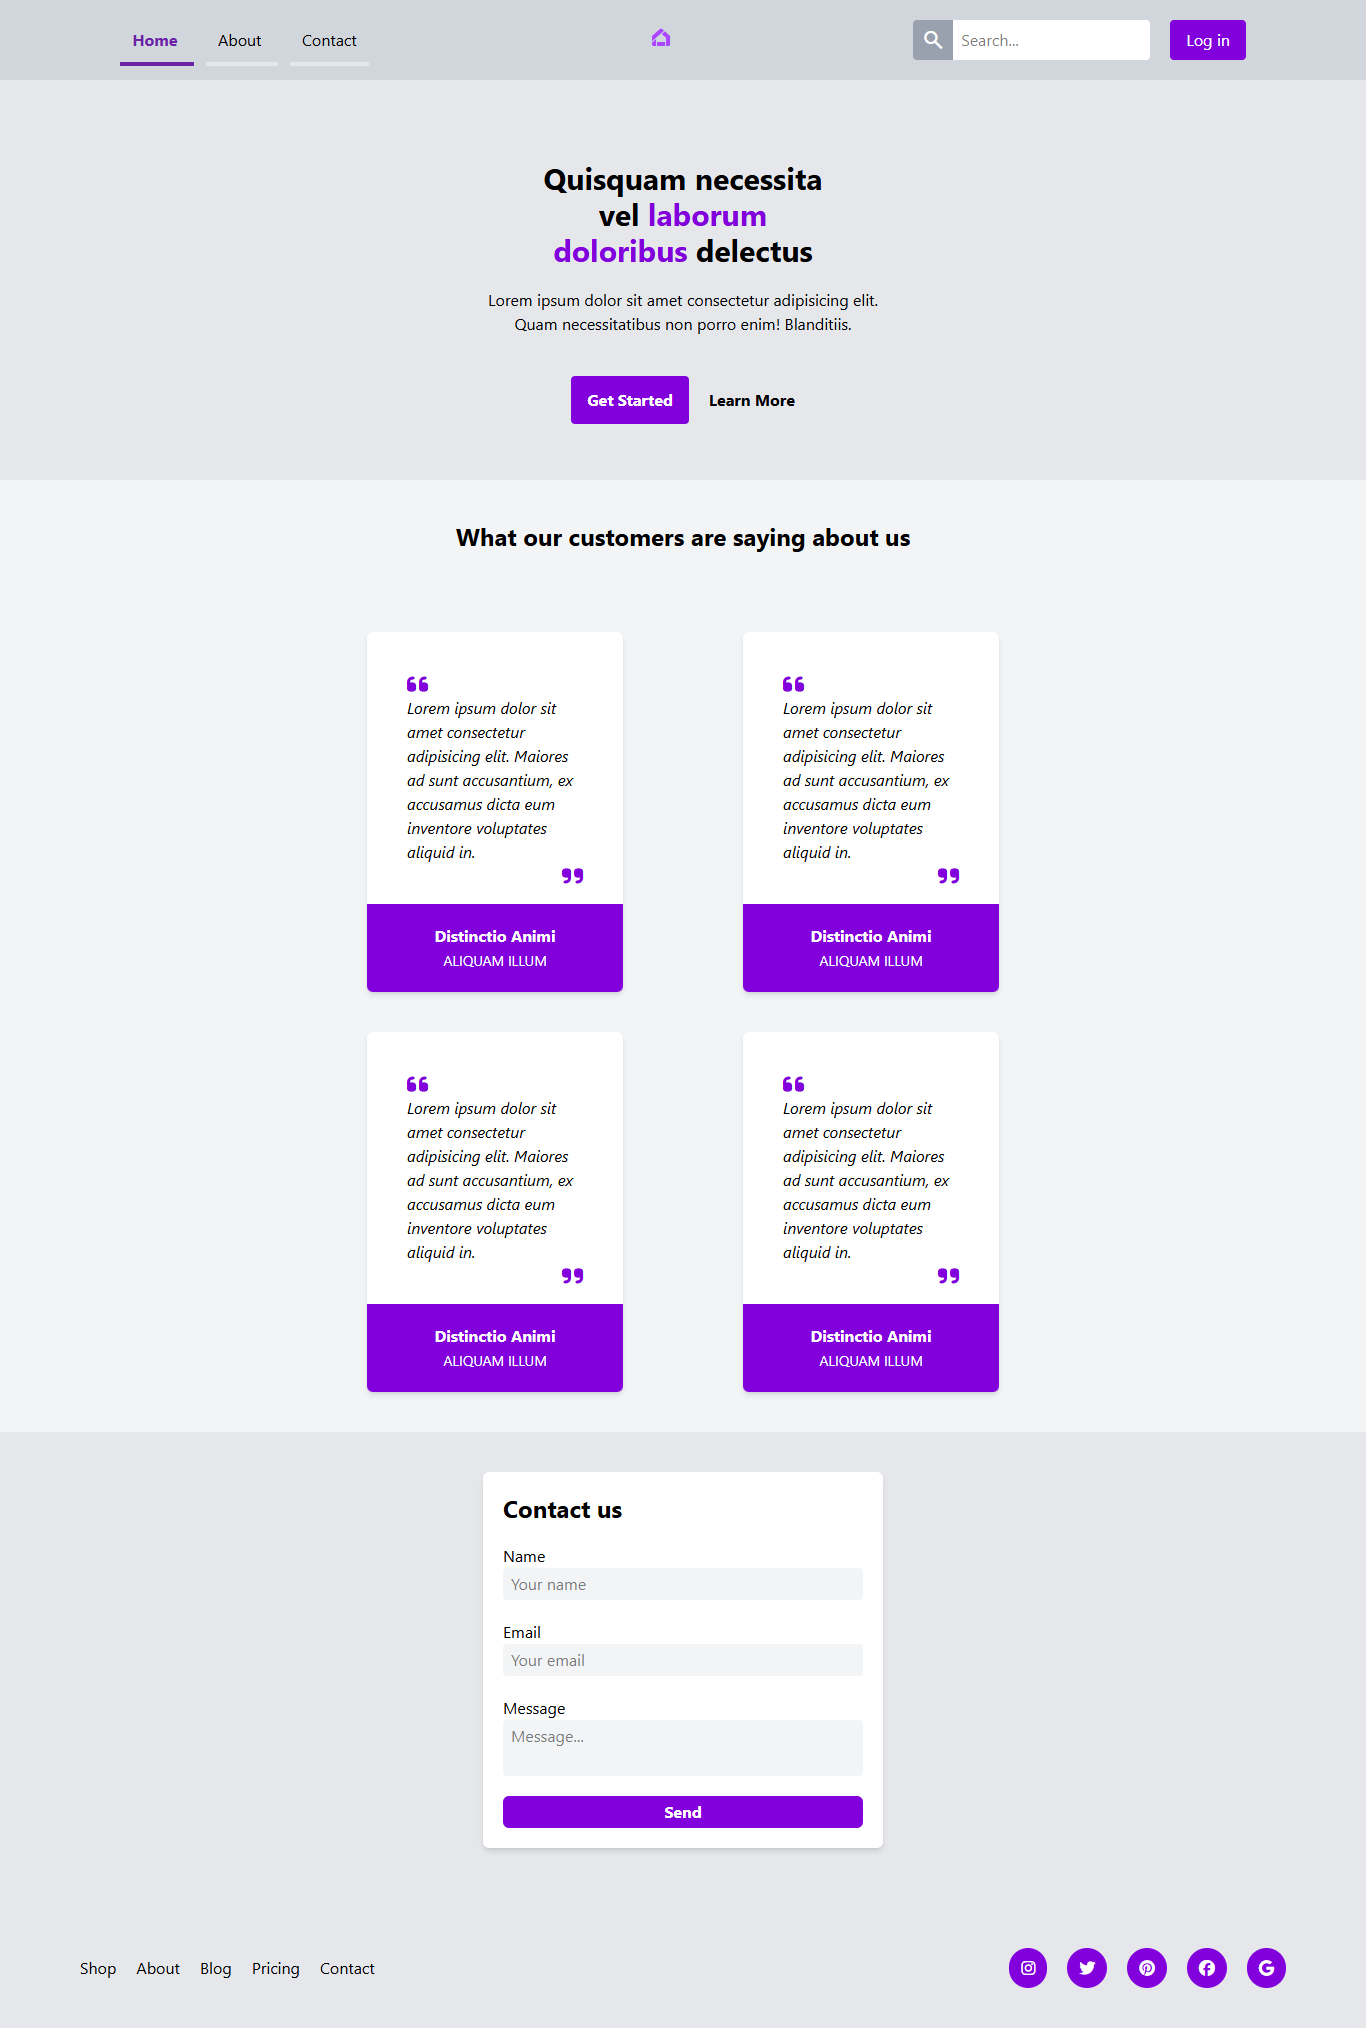 Home About Contact Search... Log in
Quisquam necessita
vel laborum
doloribus delectus
Lorem ipsum dolor sit amet consectetur adipisicing elit.
Quam necessitatibus non porro enim! Blanditiis.
Get Started Learn More
What our customers are saying about us
Lorem ipsum dolor sit
amet consectetur
adipisicing elit. Maiores
ad sunt accusantium, ex
accusamus dicta eum
inventore voluptates
aliquid in.
Distinctio Animi
ALIQUAM ILLUM
Lorem ipsum dolor sit
amet consectetur
adipisicing elit. Maiores
ad sunt accusantium, ex
accusamus dicta eum
inventore voluptates
aliquid in.
Distinctio Animi
ALIQUAM ILLUM
Lorem ipsum dolor sit
amet consectetur
adipisicing elit. Maiores
ad sunt accusantium, ex
accusamus dicta eum
inventore voluptates
aliquid in.
Distinctio Animi
ALIQUAM ILLUM
Lorem ipsum dolor sit
amet consectetur
adipisicing elit. Maiores
ad sunt accusantium, ex
accusamus dicta eum
inventore voluptates
aliquid in.
Distinctio Animi
ALIQUAM ILLUM
Contact us
Name
Your name
Email
Your email
Message
Message...
Send
Shop About Blog Pricing Contact